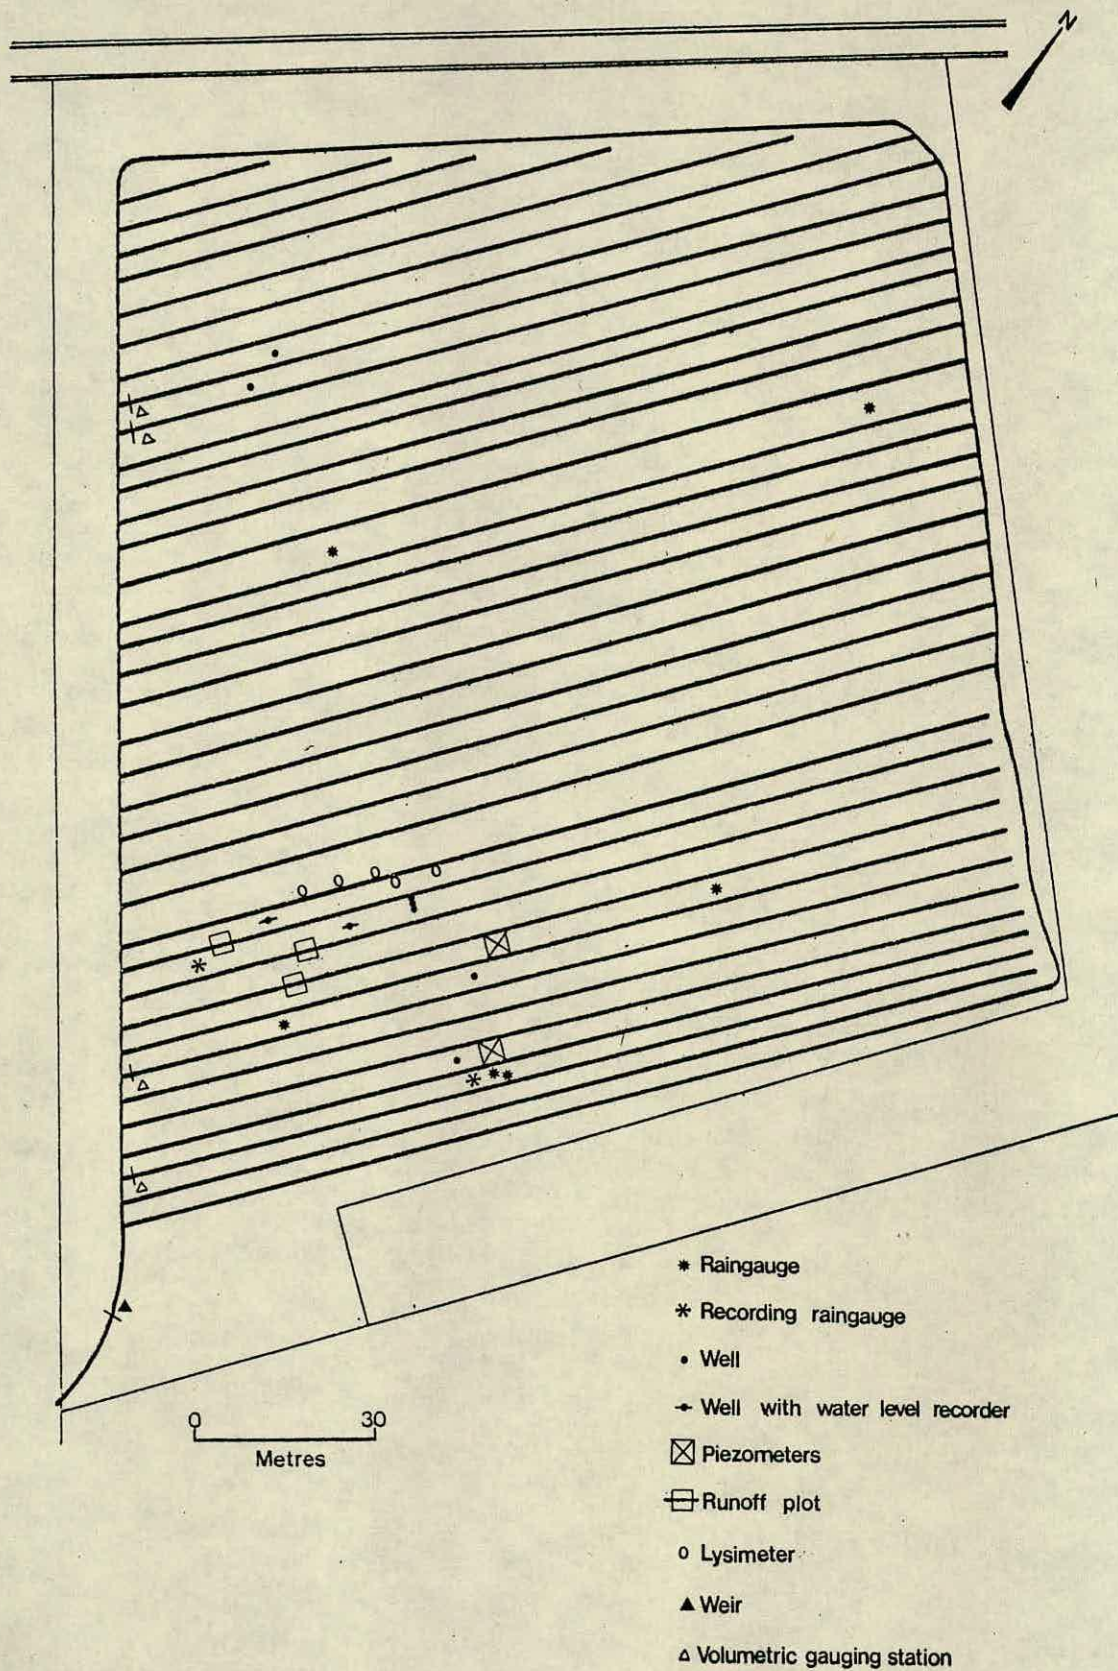 N
0 30
Metres
Raingauge
Recording raingauge
Well
Well with water level recorder
Piezometers
Runoff plot
Lysimeter
Weir
Volumetric gauging station